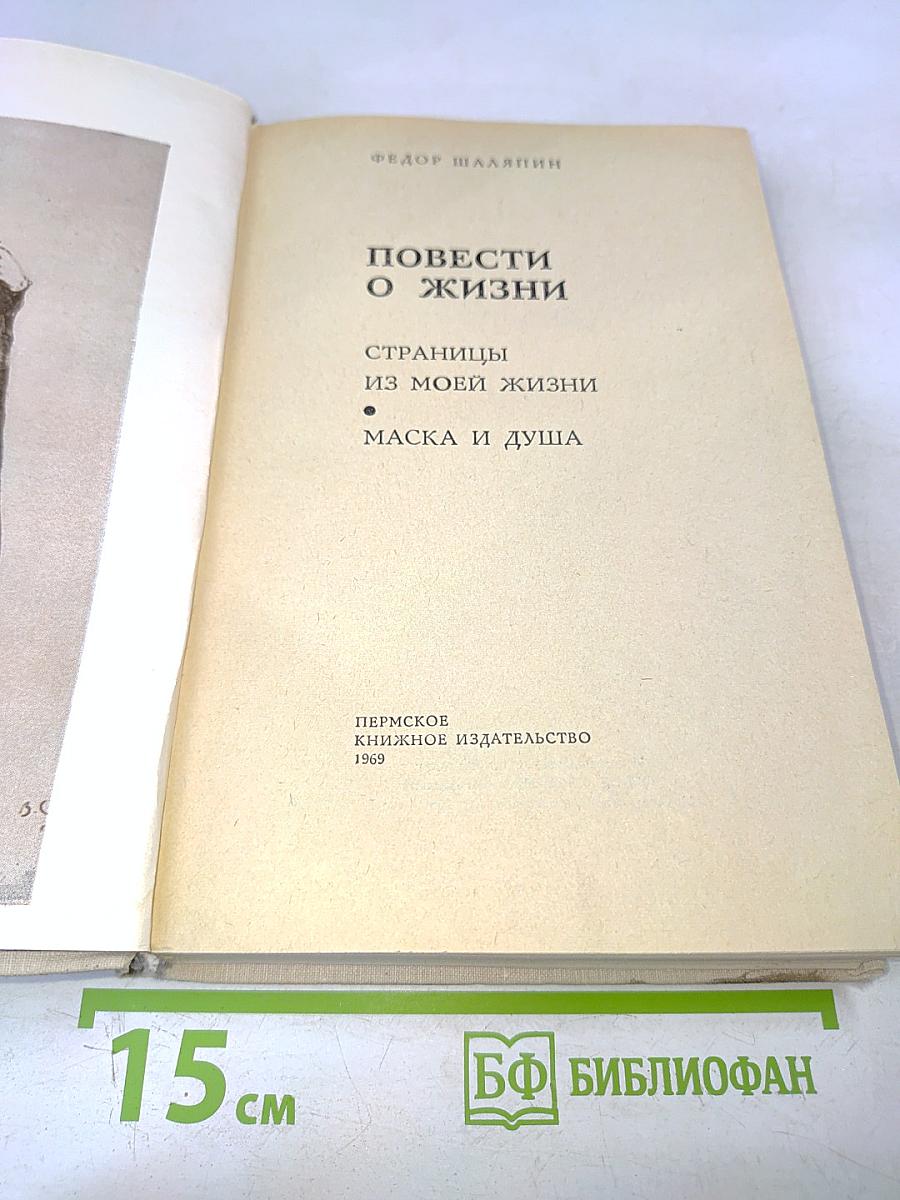 ФЕДОР ШАЛЯПИН
ПОВЕСТИ
О ЖИЗНИ
СТРАНИЦЫ
ИЗ МОЕЙ ЖИЗНИ
•
МАСКА И ДУША
ПЕРМСКОЕ
КНИЖНОЕ ИЗДАТЕЛЬСТВО
1969
15 см
БФ БИБЛИОФАН